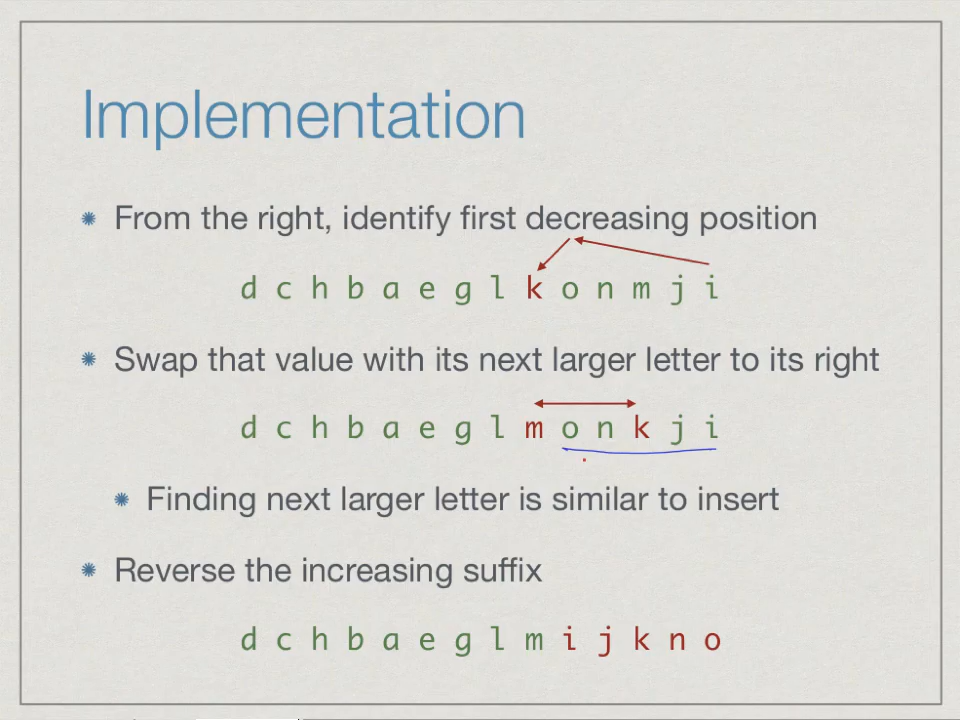 Implementation
From the right, identify first decreasing position
d c h b a e g l k o n m j i
Swap that value with its next larger letter to its right
d c h b a e g l m o n k j i
Finding next larger letter is similar to insert
Reverse the increasing suffix
d c h b a e g l m i j k n o